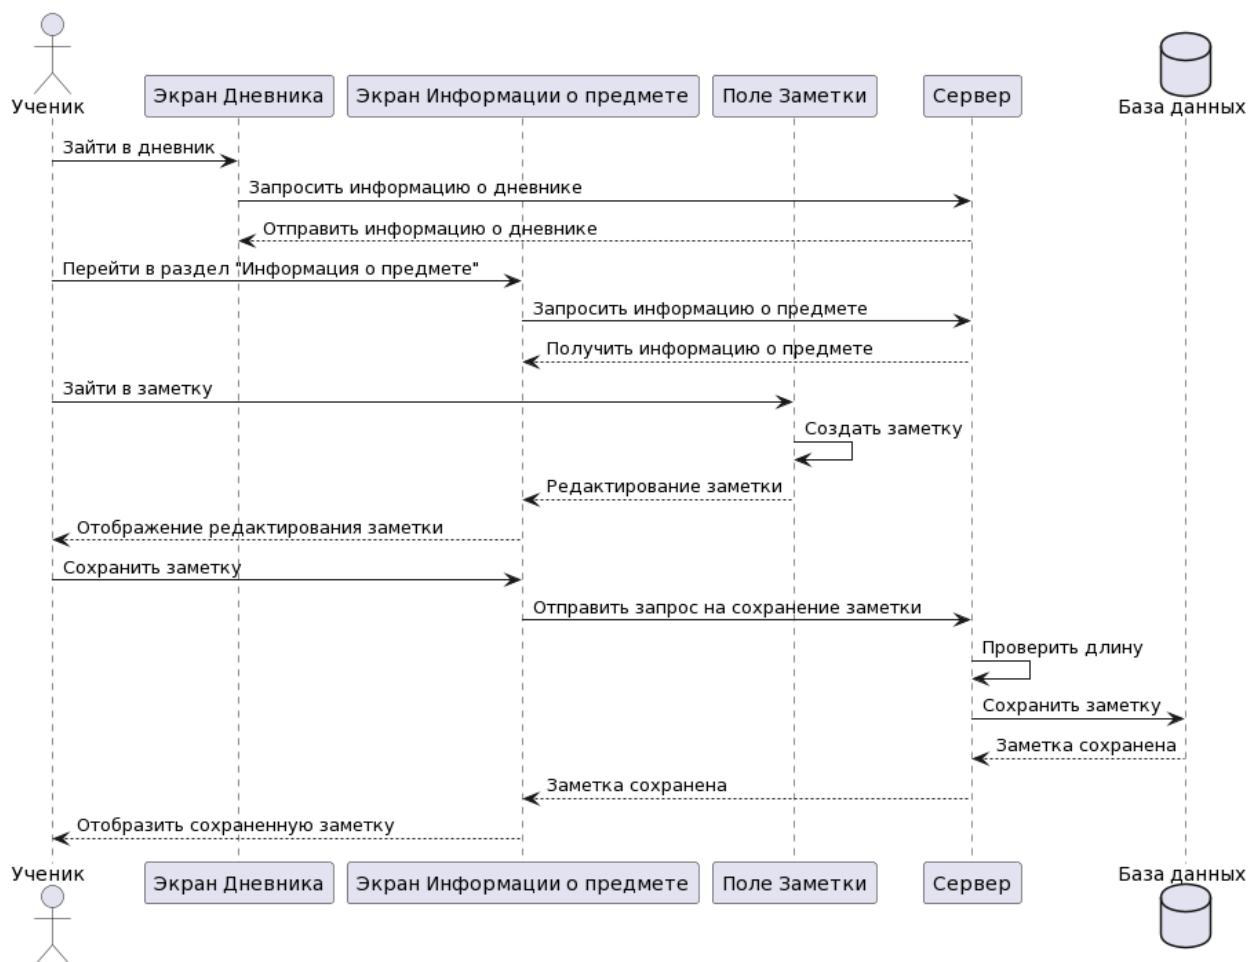 Ученик
Экран Дневника
Экран Информации о предмете
Поле Заметки
Сервер
База данных
Зайти в дневник
Запросить информацию о дневнике
Отправить информацию о дневнике
Перейти в раздел "Информация о предмете"
Запросить информацию о предмете
Получить информацию о предмете
Зайти в заметку
Создать заметку
Редактирование заметки
Отображение редактирования заметки
Сохранить заметку
Отправить запрос на сохранение заметки
Проверить длину
Сохранить заметку
Заметка сохранена
Заметка сохранена
Отобразить сохраненную заметку
Ученик
Экран Дневника
Экран Информации о предмете
Поле Заметки
Сервер
База данных